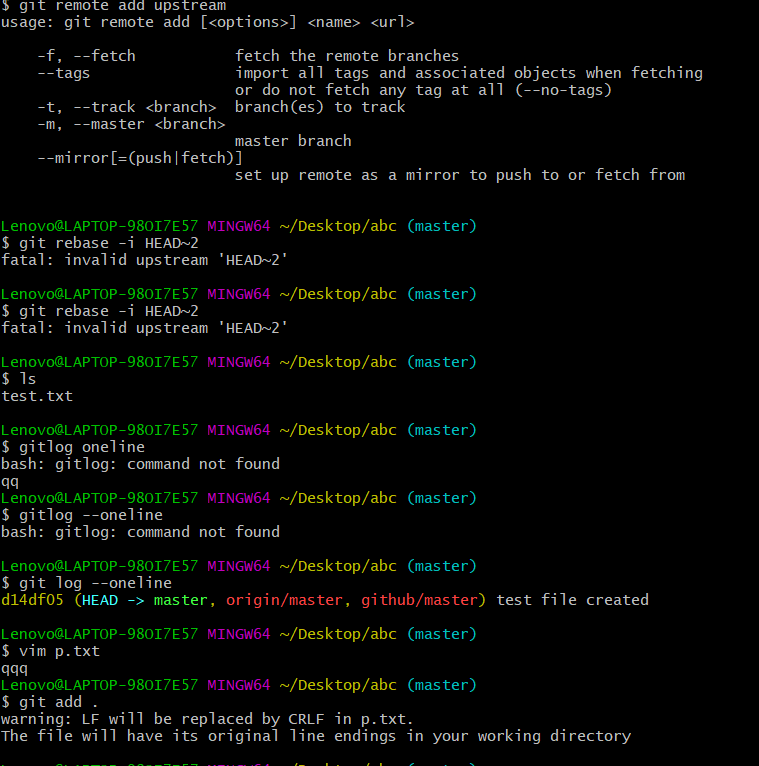 $ git remote add upstream
usage: git remote add [<options>] <name> <url>
-f, --fetch fetch the remote branches
--tags import all tags and associated objects when fetching
or do not fetch any tag at all (--no-tags)
-t, --track <branch> branch(es) to track
-m, --master <branch>
master branch
--mirror[=(push|fetch)]
set up remote as a mirror to push to or fetch from
Lenovo@LAPTOP-98OI7E57 MINGW64 ~/Desktop/abc (master)
$ git rebase -i HEAD~2
fatal: invalid upstream 'HEAD~2'
Lenovo@LAPTOP-98OI7E57 MINGW64 ~/Desktop/abc (master)
$ git rebase -i HEAD~2
fatal: invalid upstream 'HEAD~2'
Lenovo@LAPTOP-98OI7E57 MINGW64 ~/Desktop/abc (master)
$ ls
test.txt
Lenovo@LAPTOP-98OI7E57 MINGW64 ~/Desktop/abc (master)
$ gitlog oneline
bash: gitlog: command not found
qq
Lenovo@LAPTOP-98OI7E57 MINGW64 ~/Desktop/abc (master)
$ gitlog --oneline
bash: gitlog: command not found
Lenovo@LAPTOP-98OI7E57 MINGW64 ~/Desktop/abc (master)
$ git log --oneline
d14df05 (HEAD -> master, origin/master, github/master) test file created
Lenovo@LAPTOP-98OI7E57 MINGW64 ~/Desktop/abc (master)
$ vim p.txt
qqq
Lenovo@LAPTOP-98OI7E57 MINGW64 ~/Desktop/abc (master)
$ git add .
warning: LF will be replaced by CRLF in p.txt.
The file will have its original line endings in your working directory